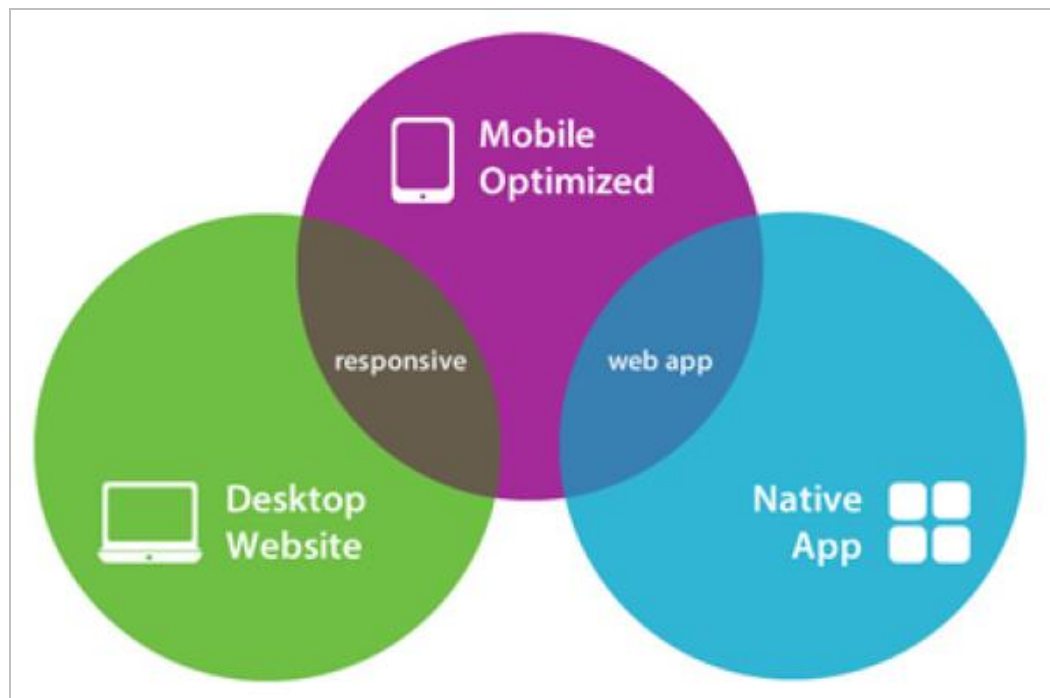 Mobile
Optimized
responsive
web app
Desktop
Website
Native
App